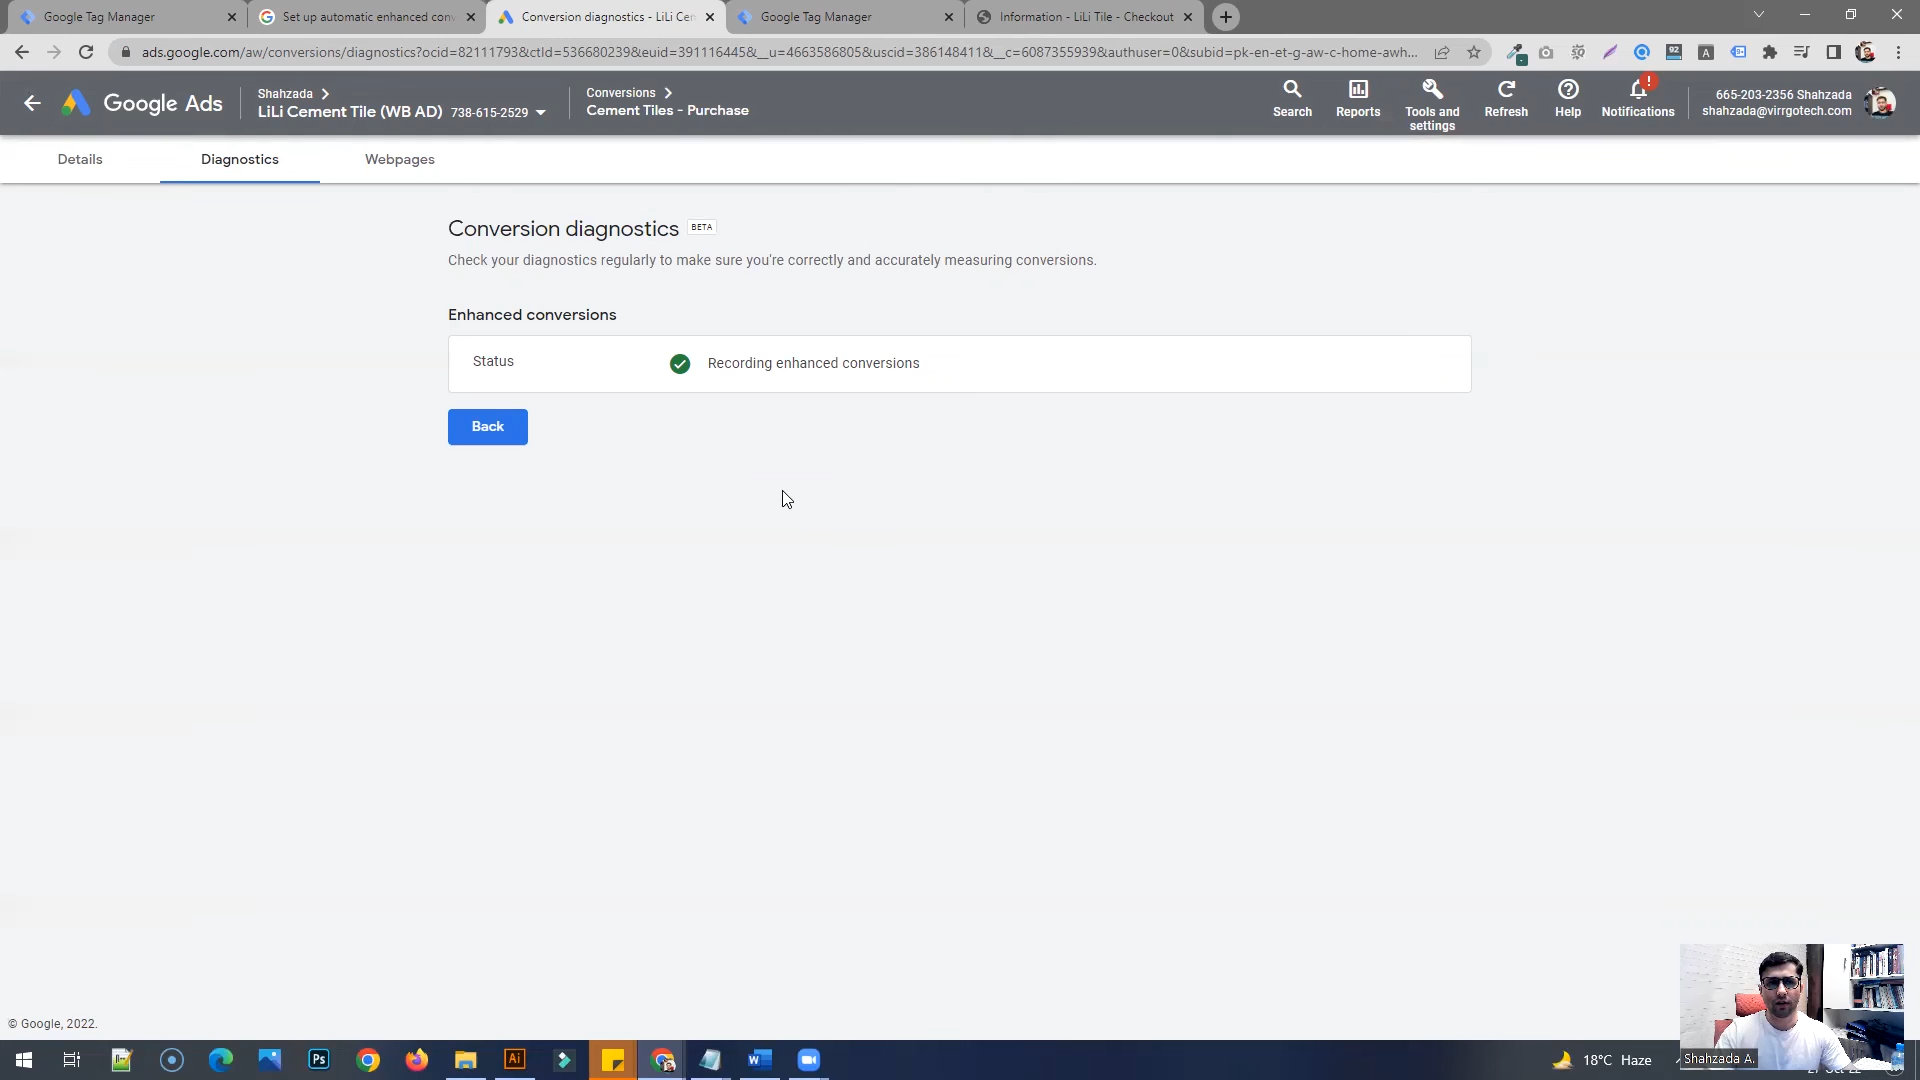 Google Tag Manager
Set up automatic enhanced conv
Conversion diagnostics - LiLi Cem
Google Tag Manager
Information - LiLi Tile - Checkout
ads.google.com/aw/conversions/diagnostics?ocid=82111793&ctId=536680239&euid=391116445&__u=4663586805&uscid=386148411&__c=6087355939&authuser=0&subid=pk-en-et-g-aw-c-home-awh...
92
A
Google Ads
Shahzada
LiLi Cement Tile (WB AD) 738-615-2529
Conversions
Cement Tiles - Purchase
Search
Reports
Tools and
settings
Refresh
Help
!
Notifications
665-203-2356 Shahzada
shahzada@virrgotech.com
Details
Diagnostics
Webpages
Conversion diagnostics BETA
Check your diagnostics regularly to make sure you're correctly and accurately measuring conversions.
Enhanced conversions
Status
Recording enhanced conversions
Back
© Google, 2022.
Ps
Ai
W
18°C Haze
Shahzada A.